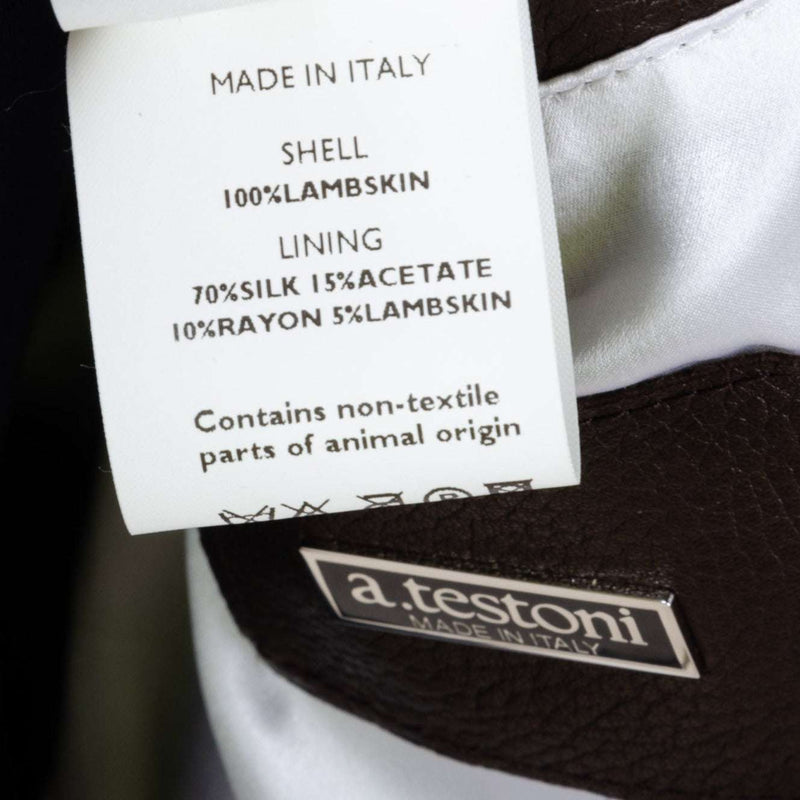 MADE IN ITALY
SHELL
100%LAMBSKIN
LINING
70%SILK 15%ACETATE
10%RAYON 5%LAMBSKIN
Contains non-textile
parts of animal origin
a.testoni
MADE IN ITALY